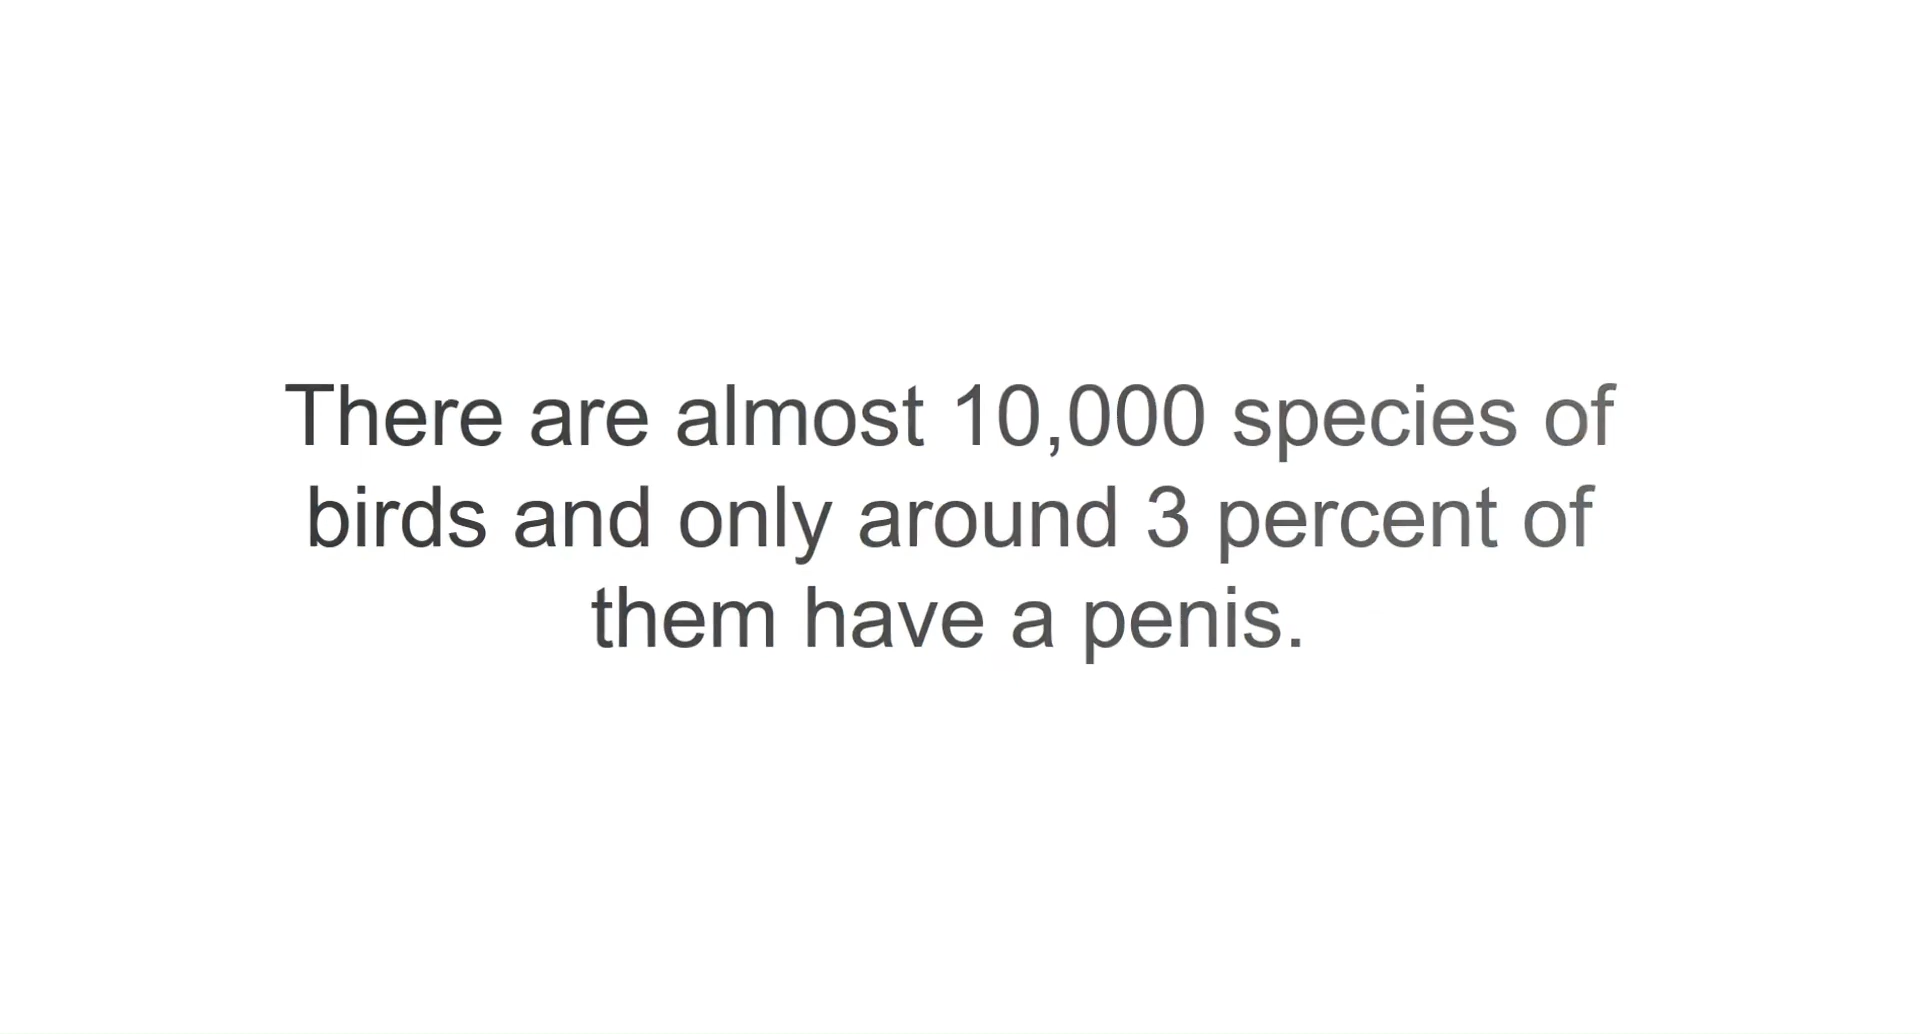 There are almost 10,000 species of
birds and only around 3 percent of
them have a penis.